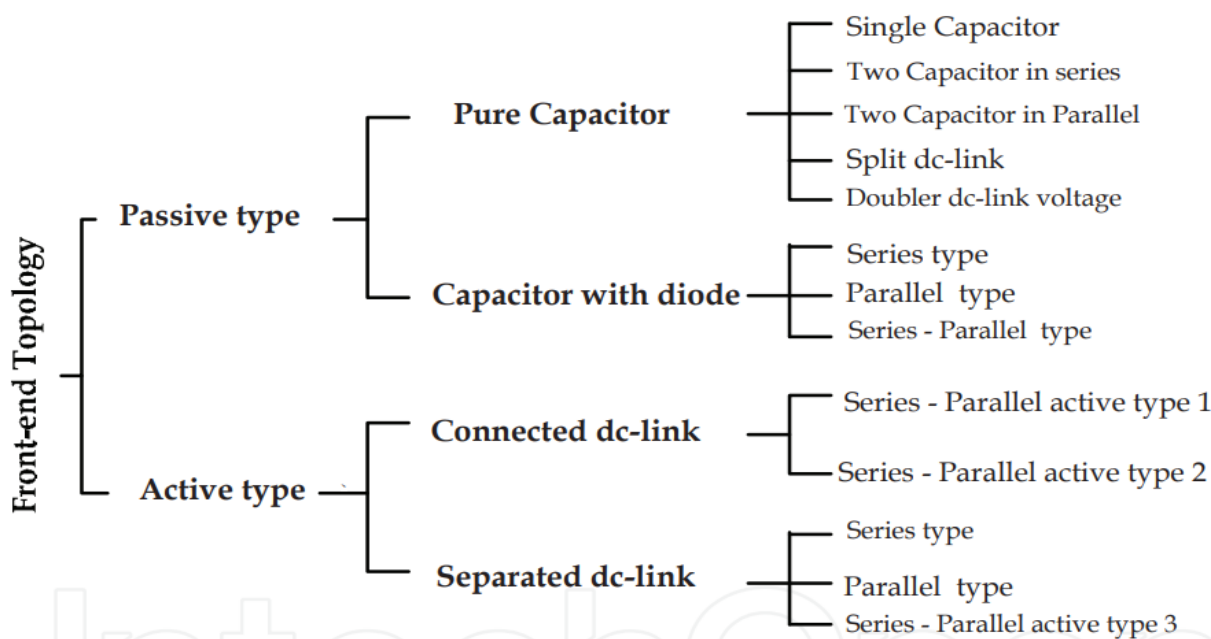 Front-end Topology
Passive type
Pure Capacitor
Single Capacitor
Two Capacitor in series
Two Capacitor in Parallel
Split dc-link
Doubler dc-link voltage
Capacitor with diode
Series type
Parallel type
Series - Parallel type
Active type
Connected dc-link
Series - Parallel active type 1
Series - Parallel active type 2
Separated dc-link
Series type
Parallel type
Series - Parallel active type 3